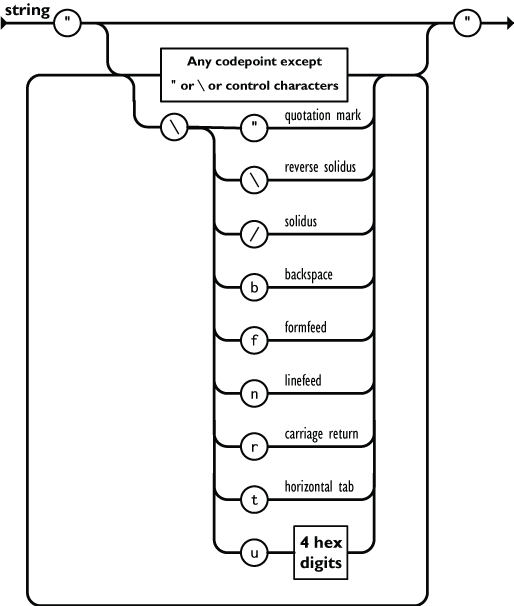 string
" "
Any codepoint except
" or \ or control characters
\ " quotation mark
\ reverse solidus
/ solidus
b backspace
f formfeed
n linefeed
r carriage return
t horizontal tab
u 4 hex
digits